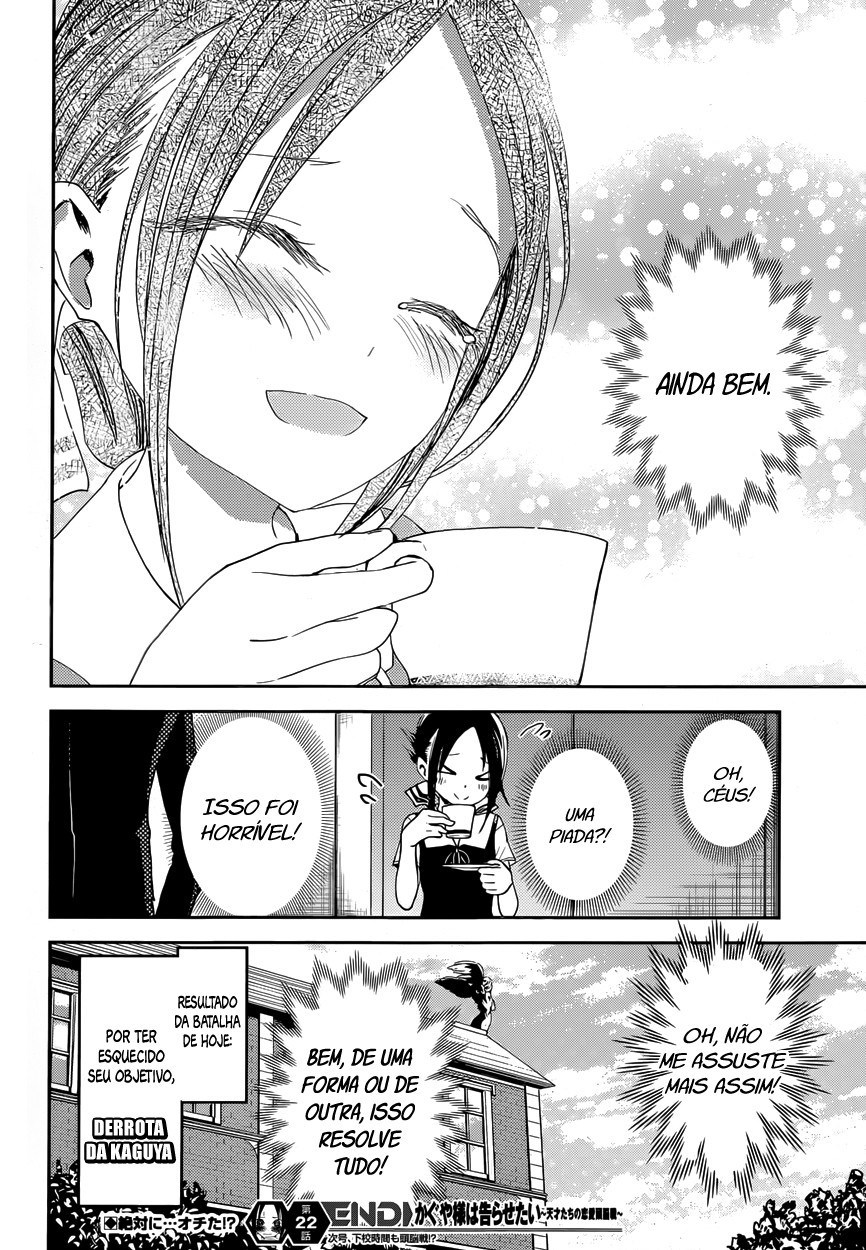 AINDA BEM.
OH,
CÉUS!
UMA
PIADA?!
ISSO FOI
HORRÍVEL!
OH, NÃO
ME ASSUSTE
MAIS ASSIM!
BEM, DE UMA
FORMA OU DE
OUTRA, ISSO
RESOLVE
TUDO!
RESULTADO
DA BATALHA
DE HOJE:
POR TER
ESQUECIDO
SEU OBJETIVO,
DERROTA
DA KAGUYA
絶対に…オチた!?
第
22
話
END
かぐや様は告らせたい~天才たちの恋愛頭脳戦~
次号、下校時間も頭脳戦!?